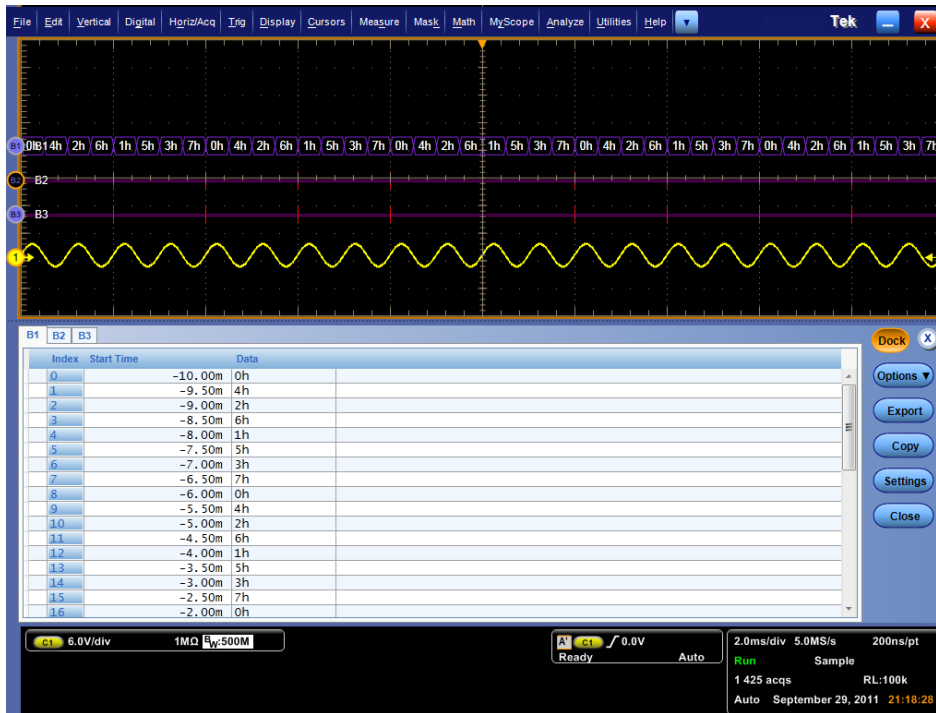 File Edit Vertical Digital Horiz/Acq Trig Display Cursors Measure Mask Math MyScope Analyze Utilities Help Tek X
B1 0h B1 4h 2h 6h 1h 5h 3h 7h 0h 4h 2h 6h 1h 5h 3h 7h 0h 4h 2h 6h 1h 5h 3h 7h 0h 4h 2h 6h 1h 5h 3h 7h 0h 4h 2h 6h 1h 5h 3h 7h
B2 B2
B3 B3
1
B1 B2 B3
Dock X
Index Start Time Data
0 -10.00m 0h
1 -9.50m 4h
Options
2 -9.00m 2h
3 -8.50m 6h
Export
4 -8.00m 1h
5 -7.50m 5h
Copy
6 -7.00m 3h
7 -6.50m 7h
Settings
8 -6.00m 0h
9 -5.50m 4h
Close
10 -5.00m 2h
11 -4.50m 6h
12 -4.00m 1h
13 -3.50m 5h
14 -3.00m 3h
15 -2.50m 7h
16 -2.00m 0h
C1 6.0V/div 1MΩ BW:500M
A' C1 0.0V
Ready Auto
2.0ms/div 5.0MS/s 200ns/pt
Run Sample
1 425 acqs RL:100k
Auto September 29, 2011 21:18:28